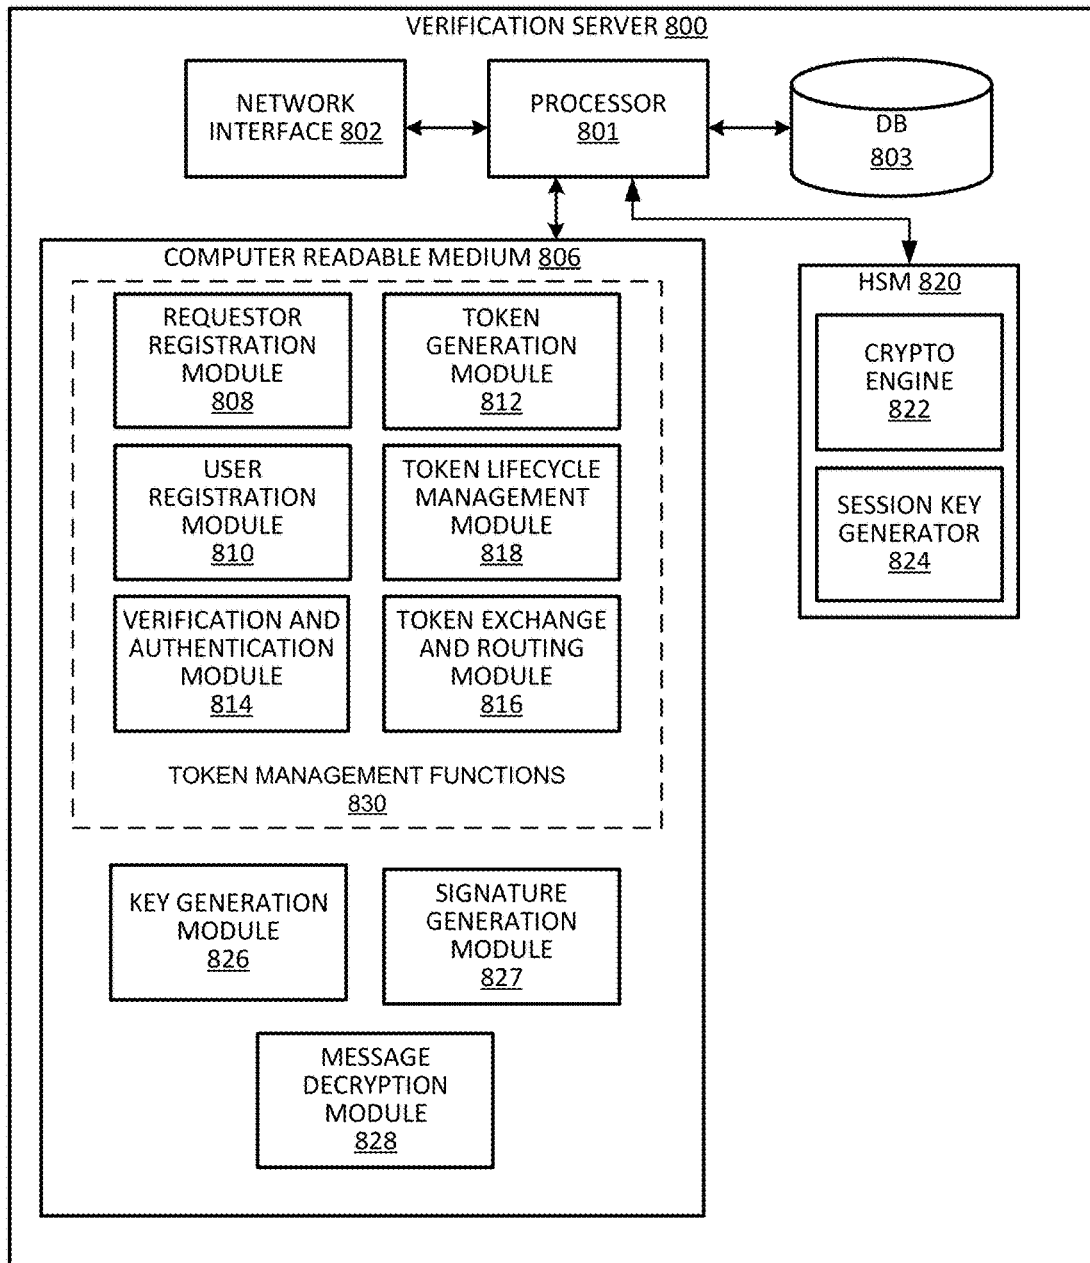 VERIFICATION SERVER 800
NETWORK
INTERFACE 802
PROCESSOR
801
DB
803
COMPUTER READABLE MEDIUM 806
REQUESTOR
REGISTRATION
MODULE
808
TOKEN
GENERATION
MODULE
812
USER
REGISTRATION
MODULE
810
TOKEN LIFECYCLE
MANAGEMENT
MODULE
818
VERIFICATION AND
AUTHENTICATION
MODULE
814
TOKEN EXCHANGE
AND ROUTING
MODULE
816
TOKEN MANAGEMENT FUNCTIONS
830
KEY GENERATION
MODULE
826
SIGNATURE
GENERATION
MODULE
827
MESSAGE
DECRYPTION
MODULE
828
HSM 820
CRYPTO
ENGINE
822
SESSION KEY
GENERATOR
824